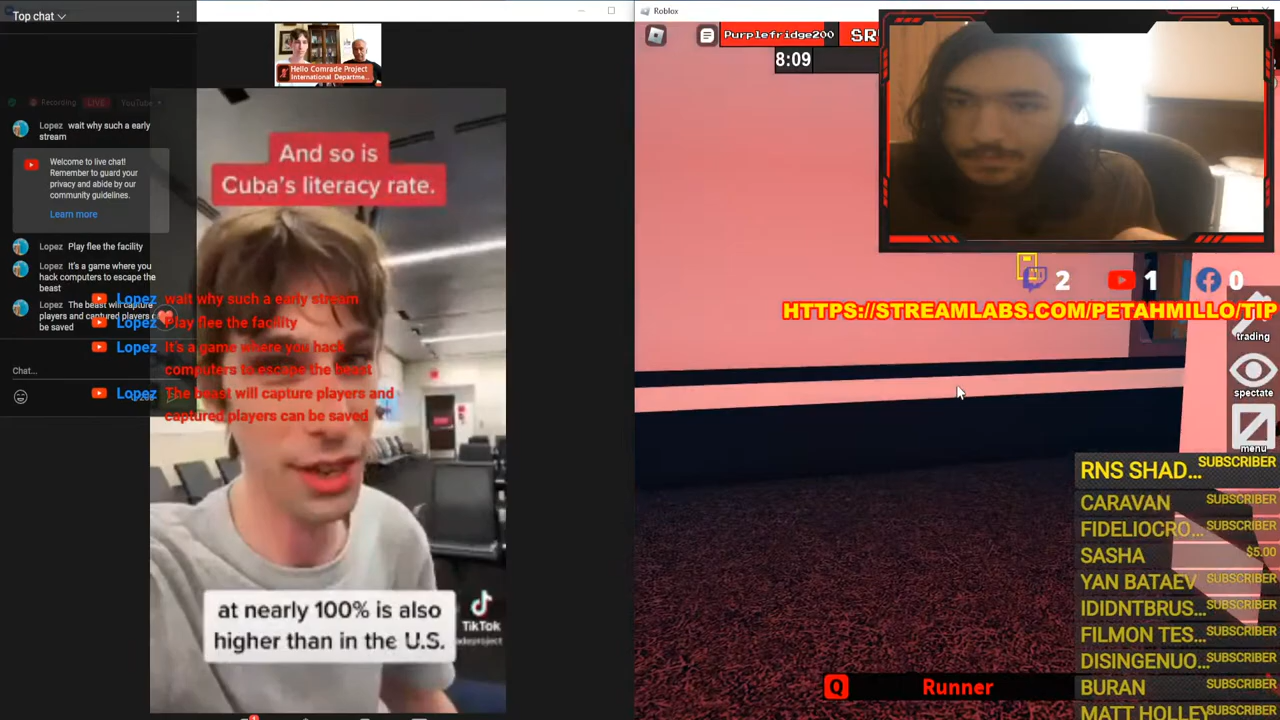 Top chat
Recording LIVE YouTube
Lopez wait why such a early
stream
Welcome to live chat!
Remember to guard your
privacy and abide by our
community guidelines.
Learn more
Lopez Play flee the facility
Lopez It's a game where you
hack computers to escape the
beast
Lopez The beast will capture
players and captured players c
be saved
Chat...
Lopez wait why such a early stream
Lopez Play flee the facility
Lopez It's a game where you hack
computers to escape the beast
Lopez The beast will capture players and
captured players can be saved
Hello Comrade Project
International Departme...
And so is
Cuba's literacy rate.
at nearly 100% is also
higher than in the U.S.
TikTok
Roblox
Purplefridge200
SR
8:09
2 1 0
HTTPS://STREAMLABS.COM/PETAHMILLO/TIP
trading
spectate
menu
RNS SHAD... SUBSCRIBER
CARAVAN SUBSCRIBER
FIDELIOCRO... SUBSCRIBER
SASHA $5.00
YAN BATAEV SUBSCRIBER
IDIDNTBRUS... SUBSCRIBER
FILMON TES... SUBSCRIBER
DISINGENUO... SUBSCRIBER
BURAN SUBSCRIBER
MATT HOLLEY SUBSCRIBER
Q Runner